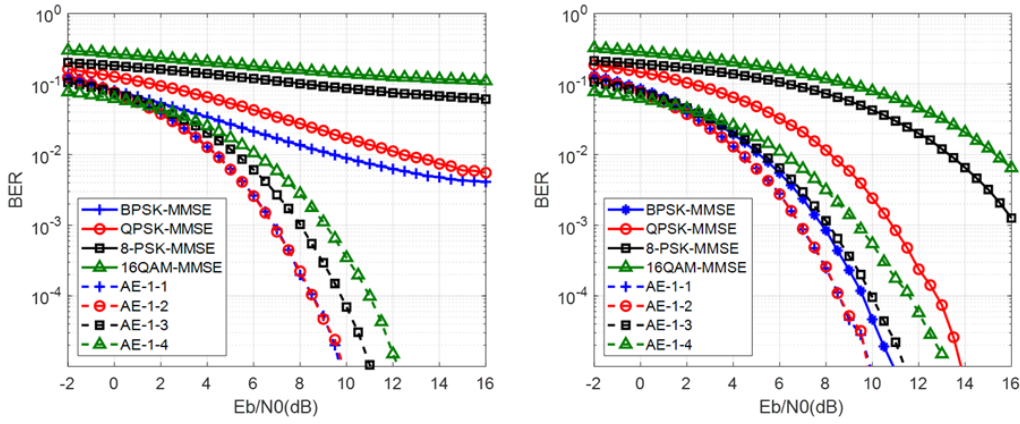 10^0
10^-1
10^-2
10^-3
10^-4
BER
BPSK-MMSE
QPSK-MMSE
8-PSK-MMSE
16QAM-MMSE
AE-1-1
AE-1-2
AE-1-3
AE-1-4
-2 0 2 4 6 8 10 12 14 16
Eb/N0(dB)
10^0
10^-1
10^-2
10^-3
10^-4
BER
BPSK-MMSE
QPSK-MMSE
8-PSK-MMSE
16QAM-MMSE
AE-1-1
AE-1-2
AE-1-3
AE-1-4
-2 0 2 4 6 8 10 12 14 16
Eb/N0(dB)